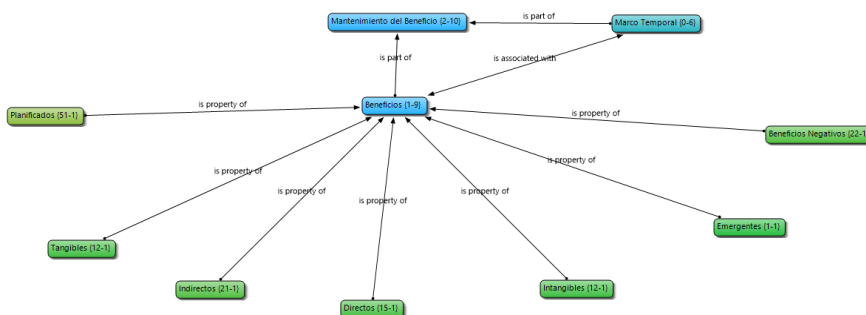 Mantenimiento del Beneficio {2-10}
is part of
Marco Temporal {0-6}
is part of
is associated with
Beneficios {1-9}
Planificados {51-1}
is property of
is property of
Beneficios Negativos {22-1
is property of
is property of
is property of
is property of
is property of
Emergentes {1-1}
Tangibles {12-1}
Indirectos {21-1}
Intangibles {12-1}
Directos {15-1}